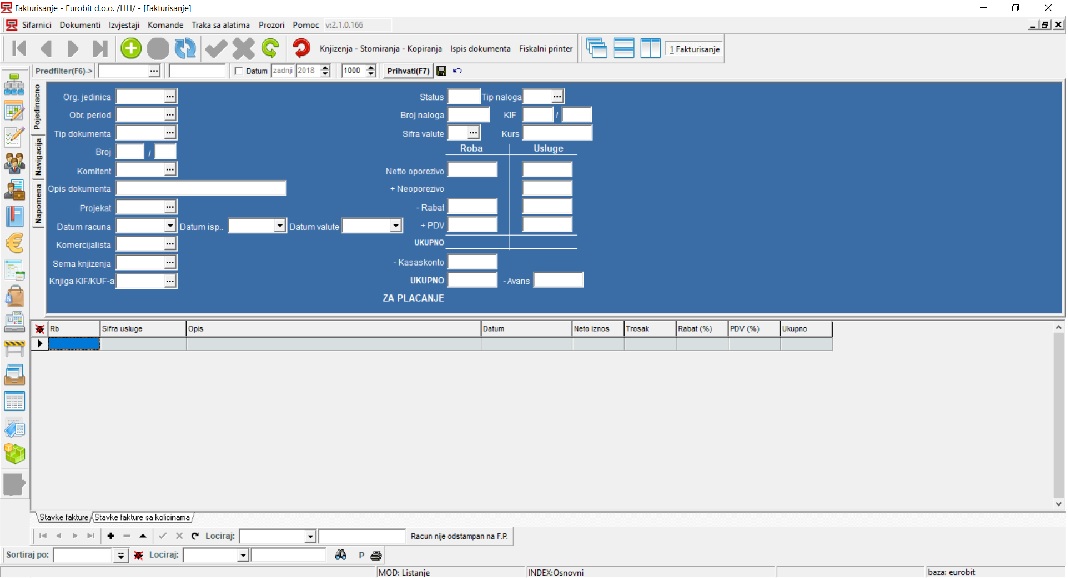 Fakturisanje - Eurobit d.o.o. /HH/ - [Fakturisanje]
Sifarnici Dokumenti Izvjestaji Komande Traka sa alatima Prozori Pomoc v:2.1.0.166
Knjizenja - Storniranja - Kopiranja Ispis dokumenta Fiskalni printer 1 Fakturisanje
Predfilter(F6)-> Datum zadnji 2018 1000 Prihvati(F7)
Pojedinacno
Navigacija
Napomena
Org. jedinica Status Tip naloga
Obr. period Broj naloga KIF /
Tip dokumenta Sifra valute Kurs
Broj / Roba Usluge
Komitent Netto oporezivo
Opis dokumenta + Neoporezivo
Projekat - Rabat
Datum racuna Datum isp.. Datum valute + PDV
Komercijalista UKUPNO
Sema knjizenja - Kasaskonto
Knjiga KIF/KUF-a UKUPNO - Avans
ZA PLACANJE
Rb Sifra usluge Opis Datum Neto iznos Trosak Rabat (%) PDV (%) Ukupno
Stavke fakture Stavke fakture sa kolicinama
Lociraj: Racun nije odstampan na F.P.
Sortiraj po: Lociraj: P
MOD: Listanje INDEX:Osnovni baza: eurobit